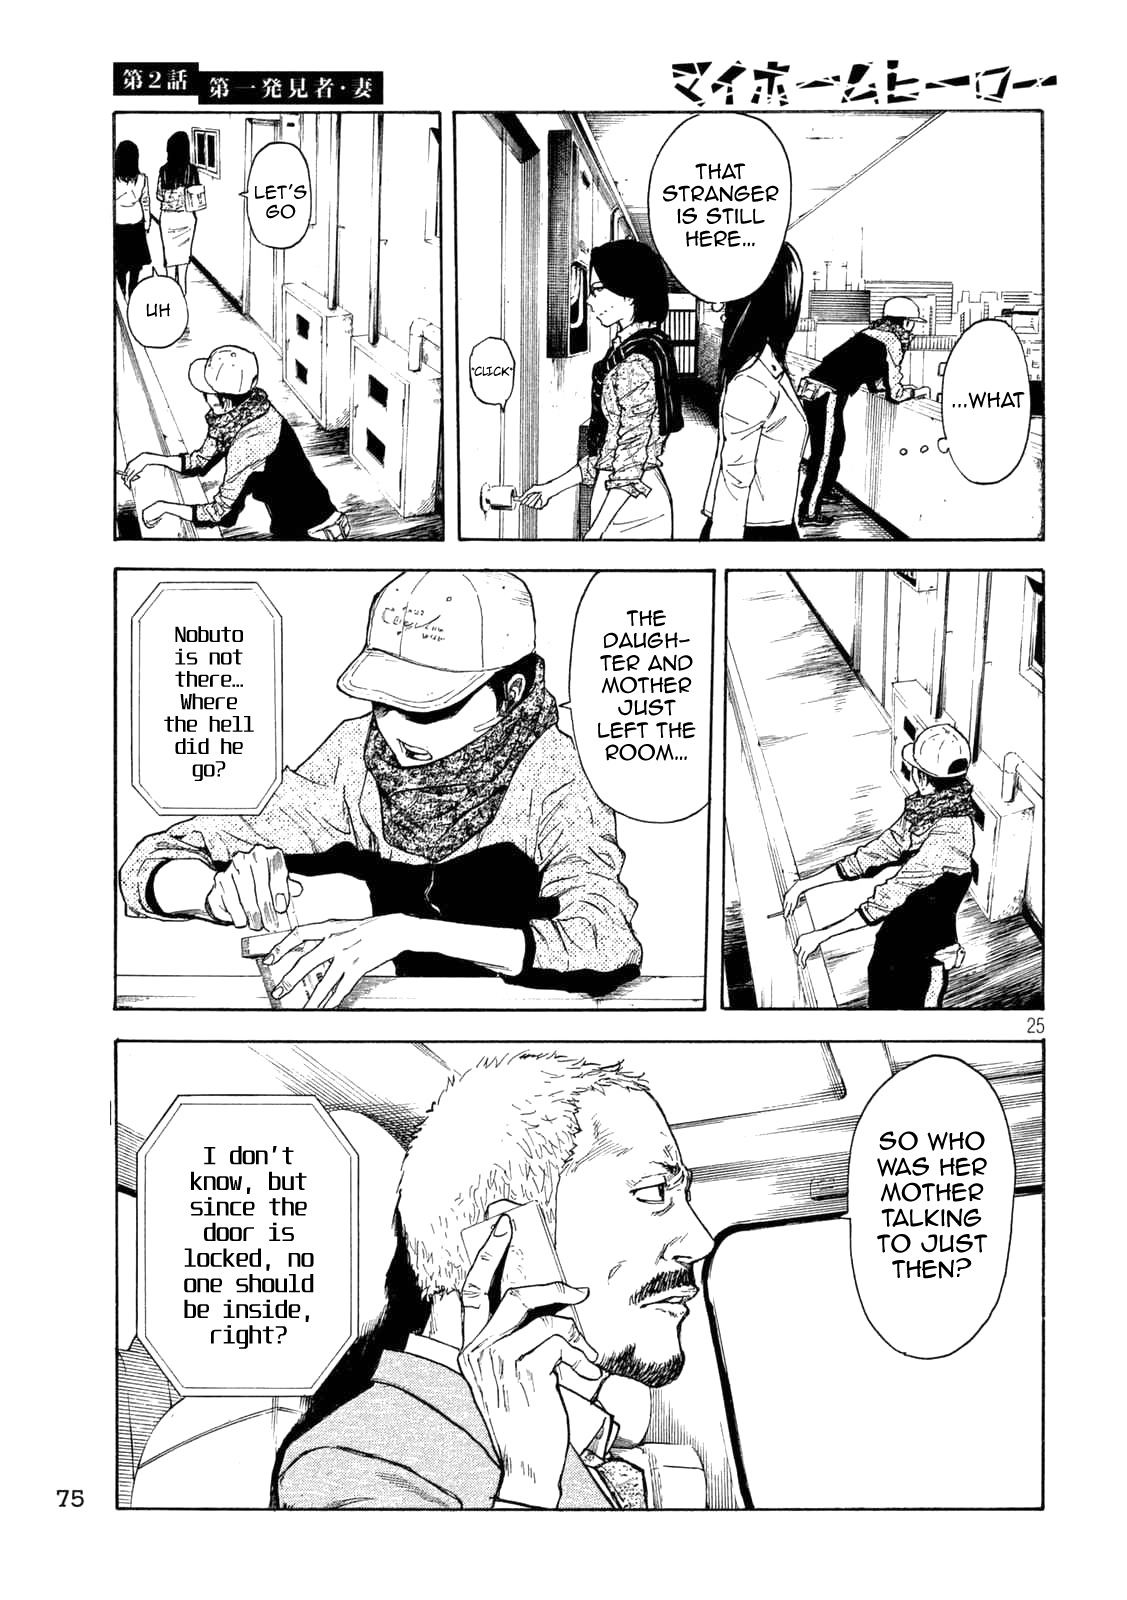 第2話
第一発見者・妻
マイホームヒーロー
THAT
STRANGER
IS STILL
HERE...
...WHAT
*CLICK*
LET'S
GO
UH
THE
DAUGH-
TER AND
MOTHER
JUST
LEFT THE
ROOM...
Nobuto
is not
there...
Where
the hell
did he
go?
25
SO WHO
WAS HER
MOTHER
TALKING
TO JUST
THEN?
I don't
know, but
since the
door is
locked, no
one should
be inside,
right?
75